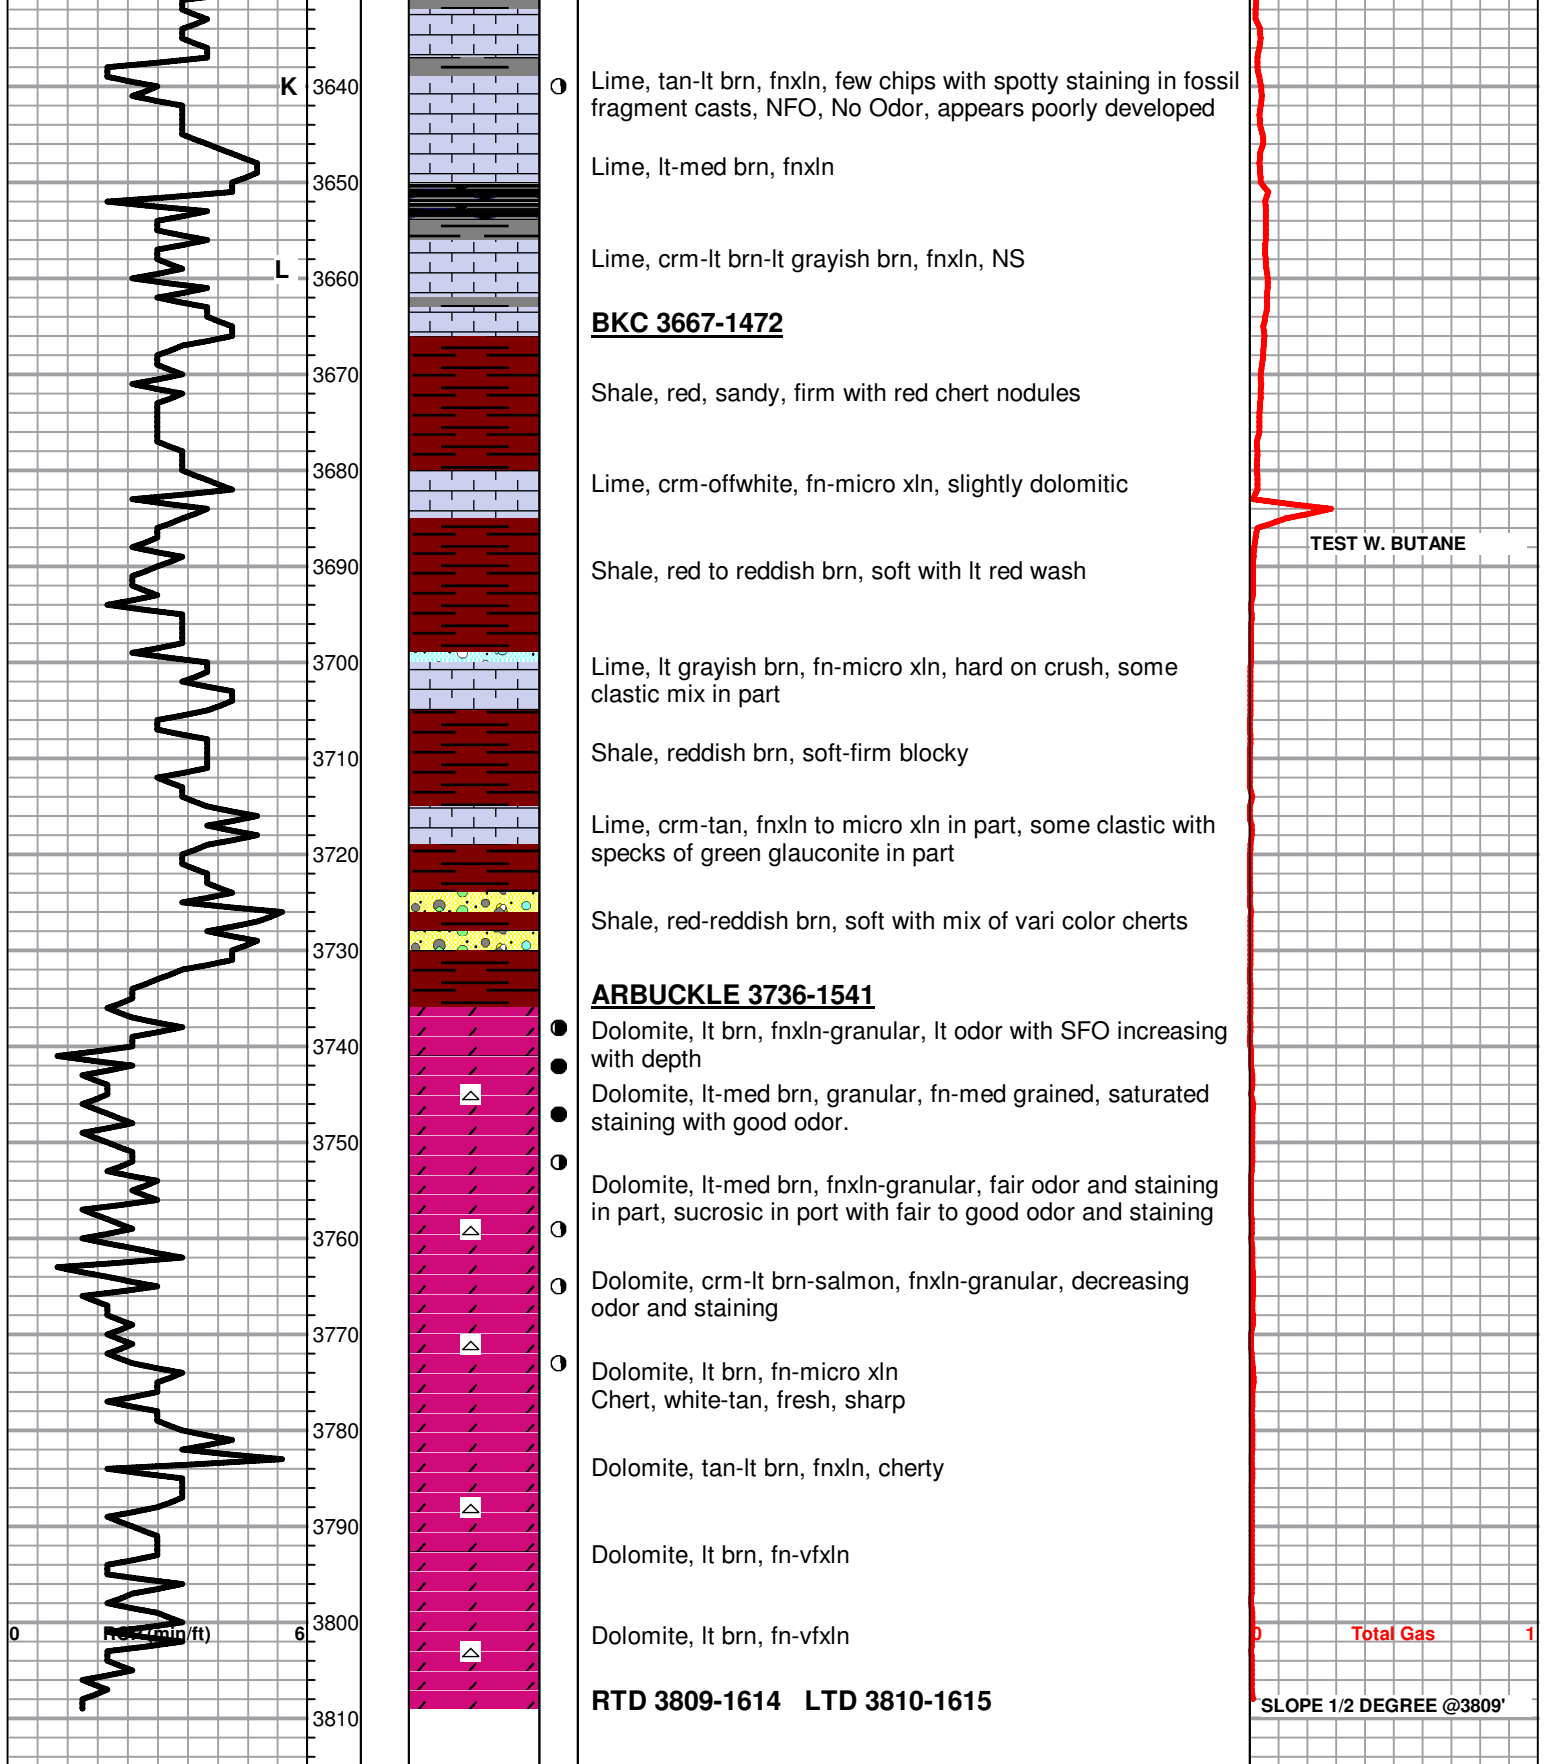 K
3640
Lime, tan-lt brn, fnxln, few chips with spotty staining in fossil
fragment casts, NFO, No Odor, appears poorly developed
Lime, lt-med brn, fnxln
3650
Lime, crm-lt brn-lt grayish brn, fnxln, NS
L
3660
BKC 3667-1472
3670
Shale, red, sandy, firm with red chert nodules
3680
Lime, crm-offwhite, fn-micro xln, slightly dolomitic
TEST W. BUTANE
3690
Shale, red to reddish brn, soft with lt red wash
3700
Lime, lt grayish brn, fn-micro xln, hard on crush, some
clastic mix in part
3710
Shale, reddish brn, soft-firm blocky
Lime, crm-tan, fnxln to micro xln in part, some clastic with
specks of green glauconite in part
3720
Shale, red-reddish brn, soft with mix of vari color cherts
3730
ARBUCKLE 3736-1541
Dolomite, lt brn, fnxln-granular, lt odor with SFO increasing
with depth
3740
Dolomite, lt-med brn, granular, fn-med grained, saturated
staining with good odor.
3750
Dolomite, lt-med brn, fnxln-granular, fair odor and staining
in part, sucrosic in port with fair to good odor and staining
3760
Dolomite, crm-lt brn-salmon, fnxln-granular, decreasing
odor and staining
3770
Dolomite, lt brn, fn-micro xln
Chert, white-tan, fresh, sharp
3780
Dolomite, tan-lt brn, fnxln, cherty
3790
Dolomite, lt brn, fn-vfxln
3800
0 ROP (min/ft) 6
Dolomite, lt brn, fn-vfxln
0 Total Gas 1
RTD 3809-1614 LTD 3810-1615
SLOPE 1/2 DEGREE @3809'
3810